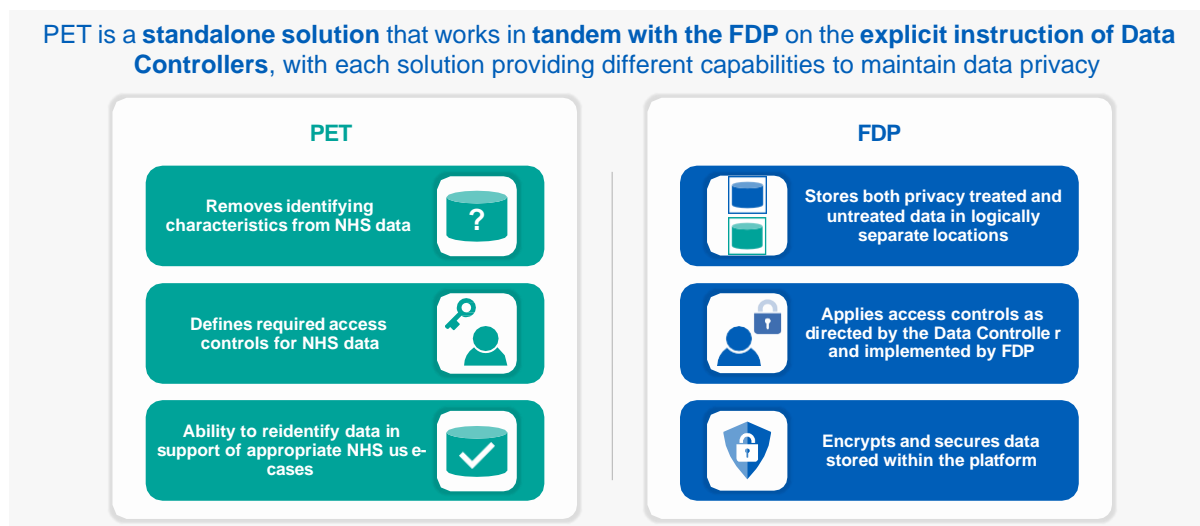 PET is a standalone solution that works in tandem with the FDP on the explicit instruction of Data
Controllers, with each solution providing different capabilities to maintain data privacy
PET
Removes identifying
characteristics from NHS data
?
Defines required access
controls for NHS data
Ability to reidentify data in
support of appropriate NHS us e-
cases
FDP
Stores both privacy treated and
untreated data in logically
separate locations
Applies access controls as
directed by the Data Controlle r
and implemented by FDP
Encrypts and secures data
stored within the platform